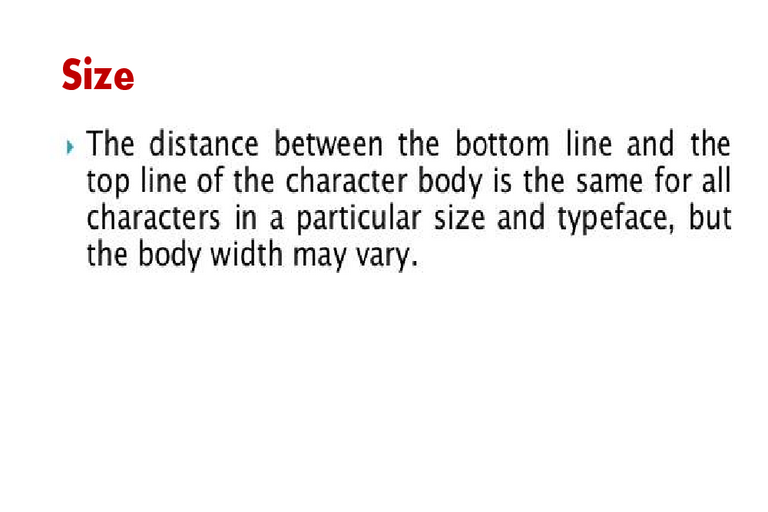 Size
The distance between the bottom line and the
top line of the character body is the same for all
characters in a particular size and typeface, but
the body width may vary.